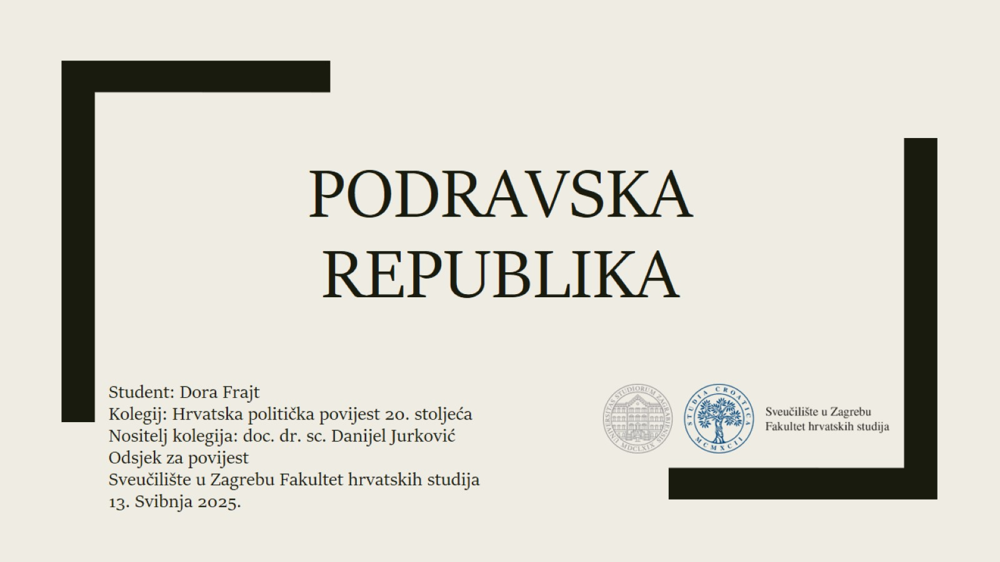 PODRAVSKA
REPUBLIKA
Student: Dora Frajt
Kolegij: Hrvatska politička povijest 20. stoljeća
Nositelj kolegija: doc. dr. sc. Danijel Jurković
Odsjek za povijest
Sveučilište u Zagrebu Fakultet hrvatskih studija
13. Svibnja 2025.
UNIVERSITAS STUDIORUM ZAGRABIENSIS
MDCLXIX
STUDIA CROATICA
MCMXCII
Sveučilište u Zagrebu
Fakultet hrvatskih studija